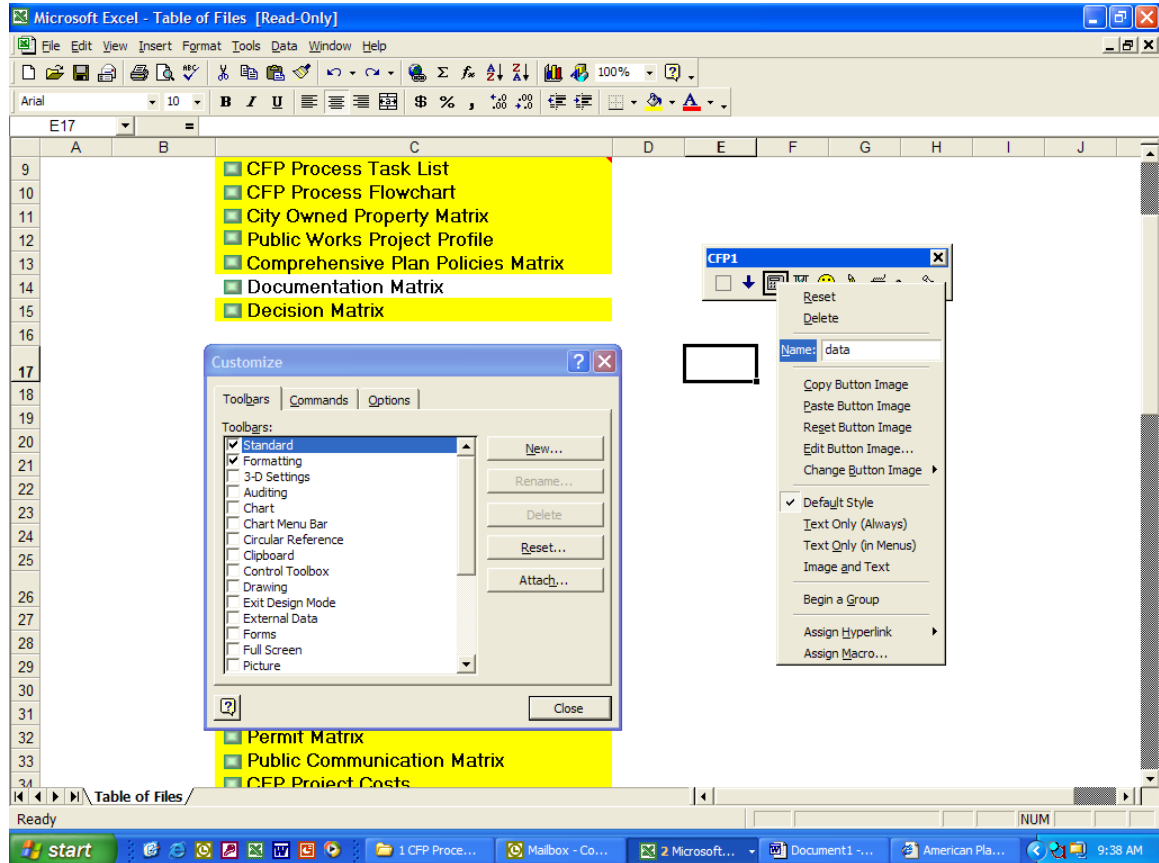 Microsoft Excel - Table of Files [Read-Only]
File Edit View Insert Format Tools Data Window Help
100%
Arial 10 B I U $ % ,
E17 =
A B C D E F G H I J
9 CFP Process Task List
10 CFP Process Flowchart
11 City Owned Property Matrix
12 Public Works Project Profile
13 Comprehensive Plan Policies Matrix
14 Documentation Matrix
15 Decision Matrix
16
17
18
19
20
21
22
23
24
25
26
27
28
29
30
31
32 Permit Matrix
33 Public Communication Matrix
34 CFP Project Costs
CFP1
Reset
Delete
Name: data
Copy Button Image
Paste Button Image
Reset Button Image
Edit Button Image...
Change Button Image
Default Style
Text Only (Always)
Text Only (in Menus)
Image and Text
Begin a Group
Assign Hyperlink
Assign Macro...
Customize
Toolbars Commands Options
Toolbars:
Standard
Formatting
3-D Settings
Auditing
Chart
Chart Menu Bar
Circular Reference
Clipboard
Control Toolbox
Drawing
Exit Design Mode
External Data
Forms
Full Screen
Picture
New...
Rename...
Delete
Reset...
Attach...
Close
Table of Files
Ready NUM
start 1 CFP Proce... Mailbox - Co... 2 Microsoft... Document1 -... American Pla... 9:38 AM